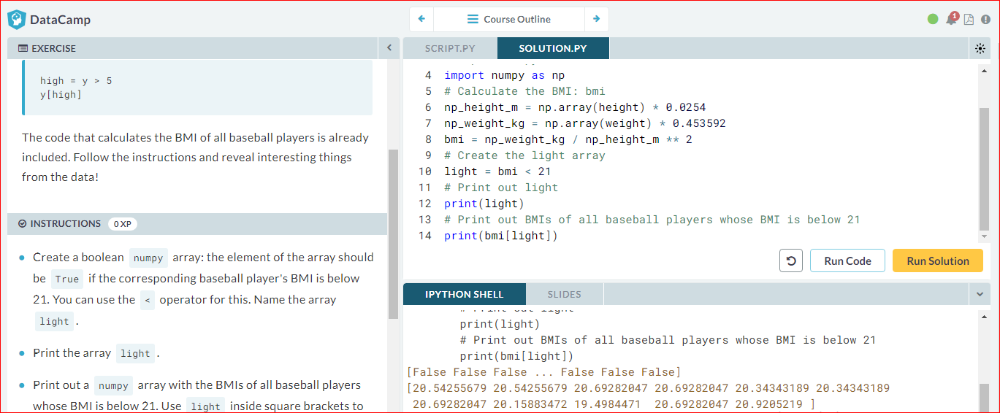 DataCamp
Course Outline
1
EXERCISE
high = y > 5
y[high]
The code that calculates the BMI of all baseball players is already
included. Follow the instructions and reveal interesting things
from the data!
INSTRUCTIONS 0 XP
Create a boolean numpy array: the element of the array should
be True if the corresponding baseball player's BMI is below
21. You can use the < operator for this. Name the array
light .
Print the array light .
Print out a numpy array with the BMIs of all baseball players
whose BMI is below 21. Use light inside square brackets to
SCRIPT.PY SOLUTION.PY
4 import numpy as np
5 # Calculate the BMI: bmi
6 np_height_m = np.array(height) * 0.0254
7 np_weight_kg = np.array(weight) * 0.453592
8 bmi = np_weight_kg / np_height_m ** 2
9 # Create the light array
10 light = bmi < 21
11 # Print out light
12 print(light)
13 # Print out BMIs of all baseball players whose BMI is below 21
14 print(bmi[light])
Run Code Run Solution
IPYTHON SHELL SLIDES
# Print out light
print(light)
# Print out BMIs of all baseball players whose BMI is below 21
print(bmi[light])
[False False False ... False False False]
[20.54255679 20.54255679 20.69282047 20.69282047 20.34343189 20.34343189
20.69282047 20.15883472 19.4984471  20.69282047 20.9205219 ]